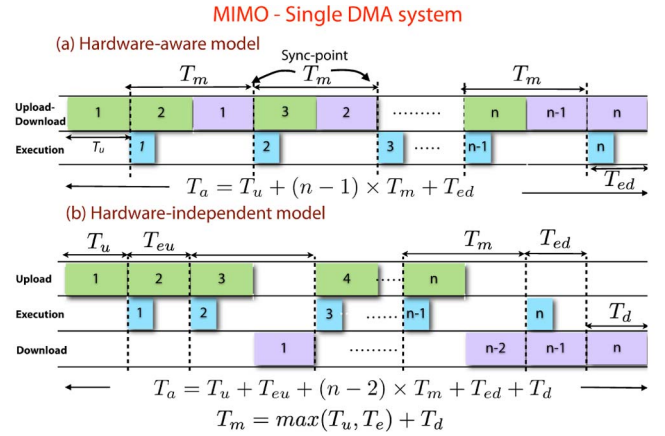 MIMO - Single DMA system
(a) Hardware-aware model
Sync-point
T_m T_m T_m
Upload-Download 1 2 1 3 2 ......... n n-1 n
Execution T_u 1 2 3 ..... n-1 n
T_ed
T_a = T_u + (n - 1) × T_m + T_ed
(b) Hardware-independent model
T_u T_eu T_m T_ed
Upload 1 2 3 4 ...... n
Execution 1 2 3 ....... n-1 n
T_d
Download 1 ......... n-2 n-1 n
T_a = T_u + T_eu + (n - 2) × T_m + T_ed + T_d
T_m = max(T_u, T_e) + T_d